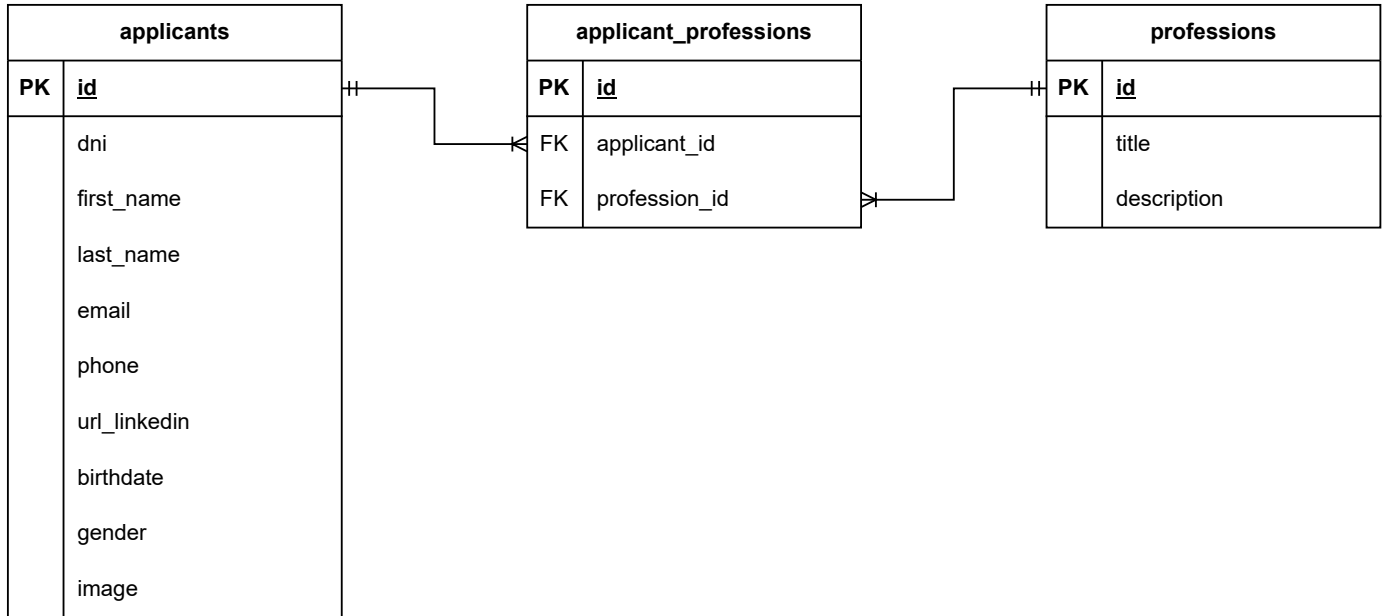 applicants
PK id
dni
first_name
last_name
email
phone
url_linkedin
birthdate
gender
image
applicant_professions
PK id
FK applicant_id
FK profession_id
professions
PK id
title
description